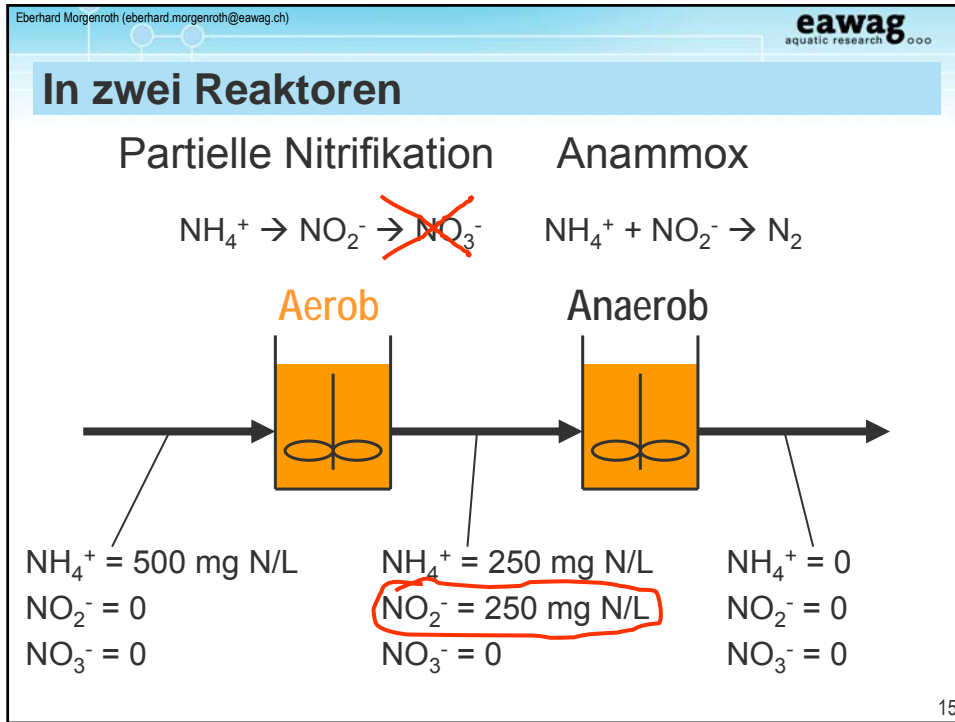 Eberhard Morgenroth (eberhard.morgenroth@eawag.ch)
eawag
aquatic research
In zwei Reaktoren
Partielle Nitrifikation Anammox
NH₄⁺ → NO₂⁻ → NO₃⁻ NH₄⁺ + NO₂⁻ → N₂
Aerob Anaerob
NH₄⁺ = 500 mg N/L NH₄⁺ = 250 mg N/L NH₄⁺ = 0
NO₂⁻ = 0 NO₂⁻ = 250 mg N/L NO₂⁻ = 0
NO₃⁻ = 0 NO₃⁻ = 0 NO₃⁻ = 0
15